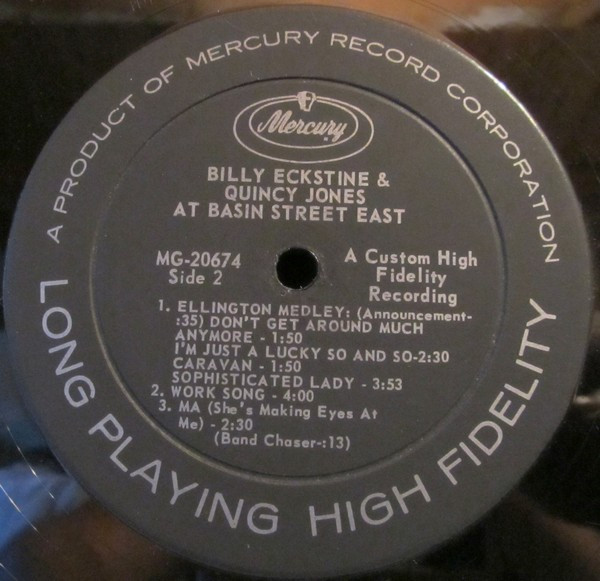 A PRODUCT OF MERCURY RECORD CORPORATION
Mercury
BILLY ECKSTINE &
QUINCY JONES
AT BASIN STREET EAST
MG-20674
Side 2
A Custom High
Fidelity
Recording
1. ELLINGTON MEDLEY: (Announcement-
:35) DON'T GET AROUND MUCH
ANYMORE - 1:50
I'M JUST A LUCKY SO AND SO-2:30
CARAVAN - 1:50
SOPHISTICATED LADY - 3:53
2. WORK SONG - 4:00
3. MA (She's Making Eyes At
Me) - 2:30
(Band Chaser-:13)
LONG PLAYING HIGH FIDELITY